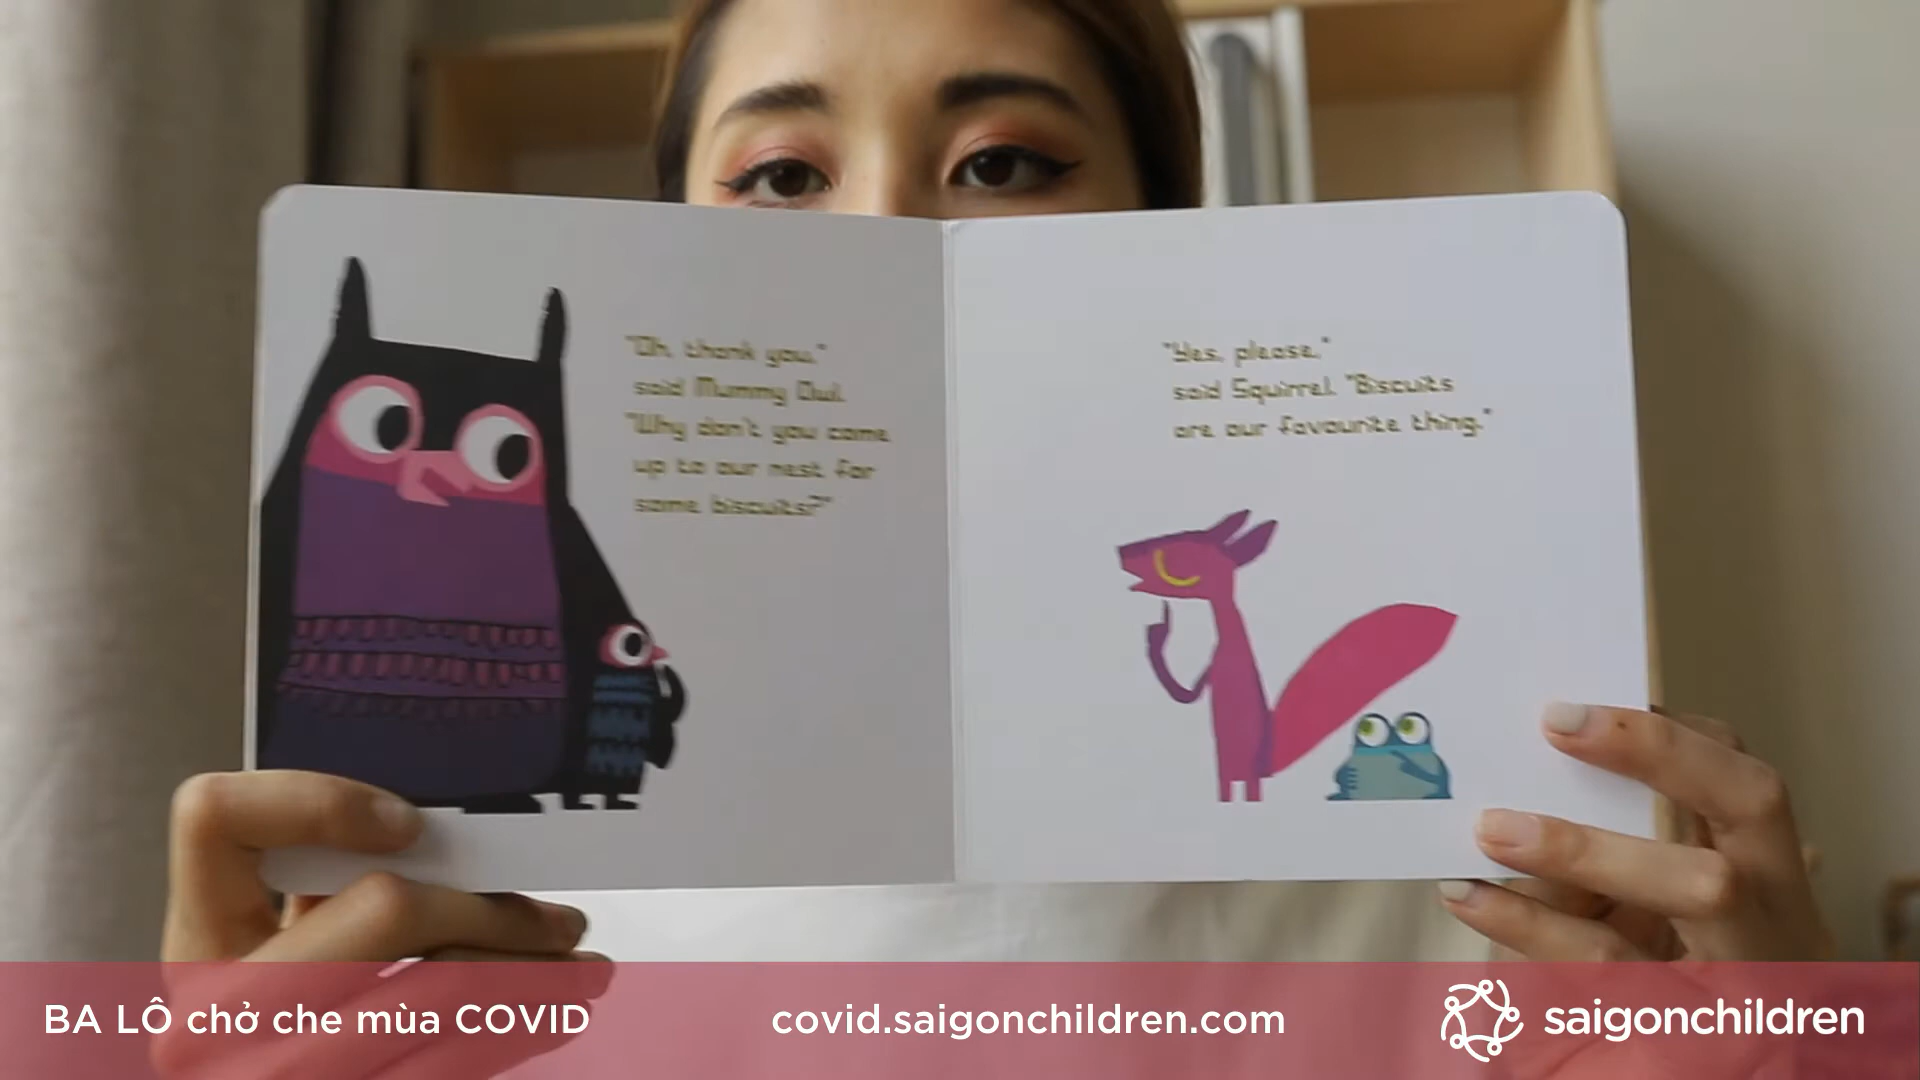 "Oh, thank you,"
said Mummy Owl.
"Why don't you come
up to our nest for
some biscuits?"
"Yes, please,"
said Squirrel. "Biscuits
are our favourite thing."
BA LÔ chở che mùa COVID
covid.saigonchildren.com
saigonchildren